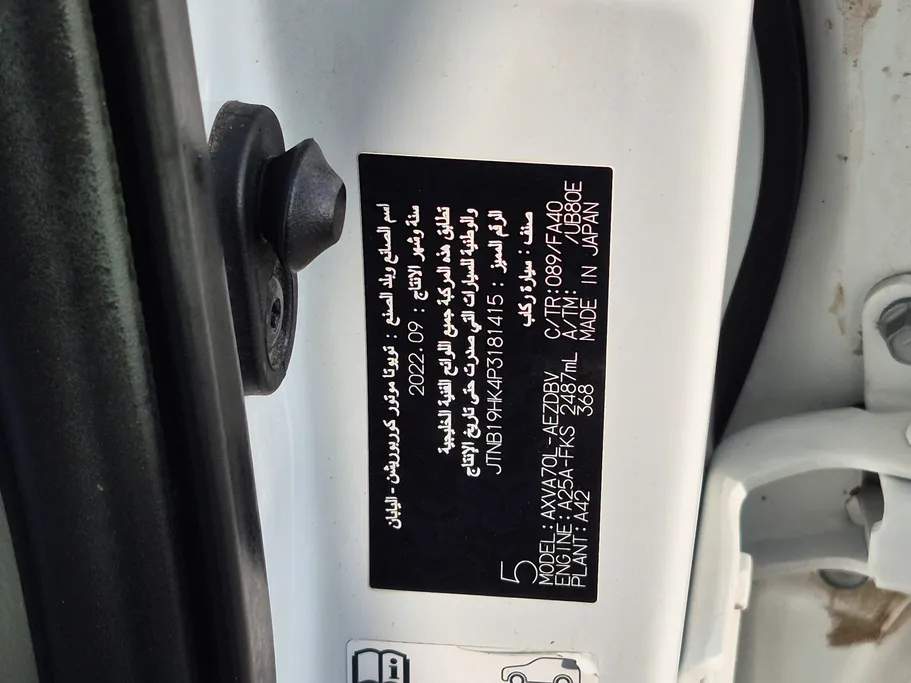 اسم الصانع وبلد الصنع : تويوتا موتور كوربوريشن - اليابان
سنة وشهر الانتاج : 2022.09
تطابق هذه المركبة جميع اللوائح الفنية الخليجية
والوطنية للسيارات التي صدرت حتى تاريخ الإنتاج
الرقم المميز : JTNB19HK4P3181415
صنف : سيارة ركاب
5
MODEL:AXVA70L-AEZDBV C/TR:089/FA40
ENGINE:A25A-FKS 2487mL A/TM: /UB80E
PLANT:A42 368 MADE IN JAPAN
i